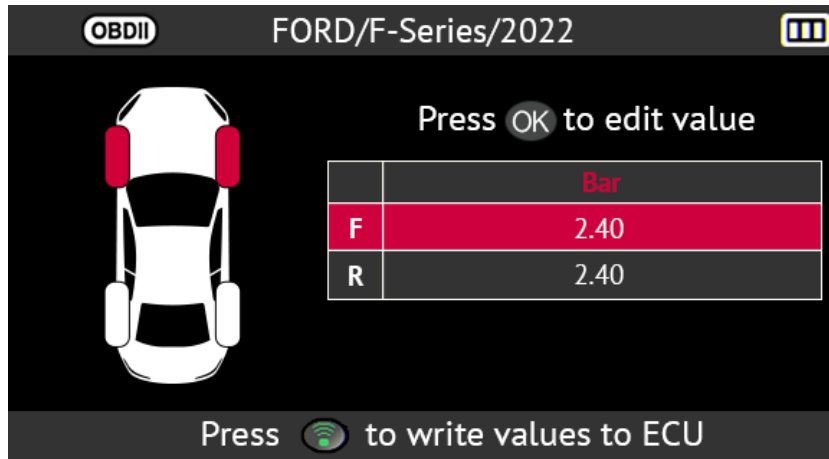 OBDII FORD/F-Series/2022
Press OK to edit value
Bar
F 2.40
R 2.40
Press to write values to ECU